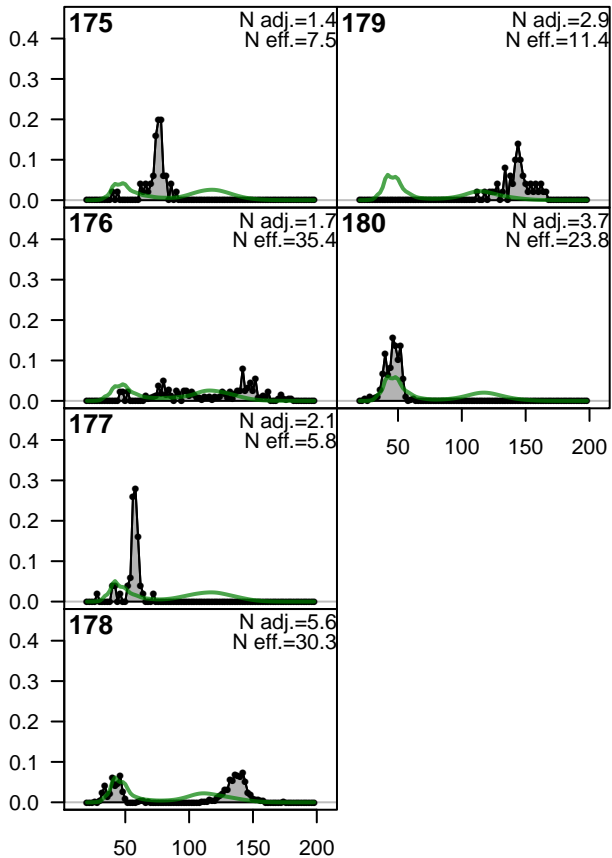 175
N adj.=1.4
N eff.=7.5
0.0
0.1
0.2
0.3
0.4
179
N adj.=2.9
N eff.=11.4
176
N adj.=1.7
N eff.=35.4
0.0
0.1
0.2
0.3
0.4
180
N adj.=3.7
N eff.=23.8
50 100 150 200
177
N adj.=2.1
N eff.=5.8
0.0
0.1
0.2
0.3
0.4
178
N adj.=5.6
N eff.=30.3
0.0
0.1
0.2
0.3
0.4
50 100 150 200